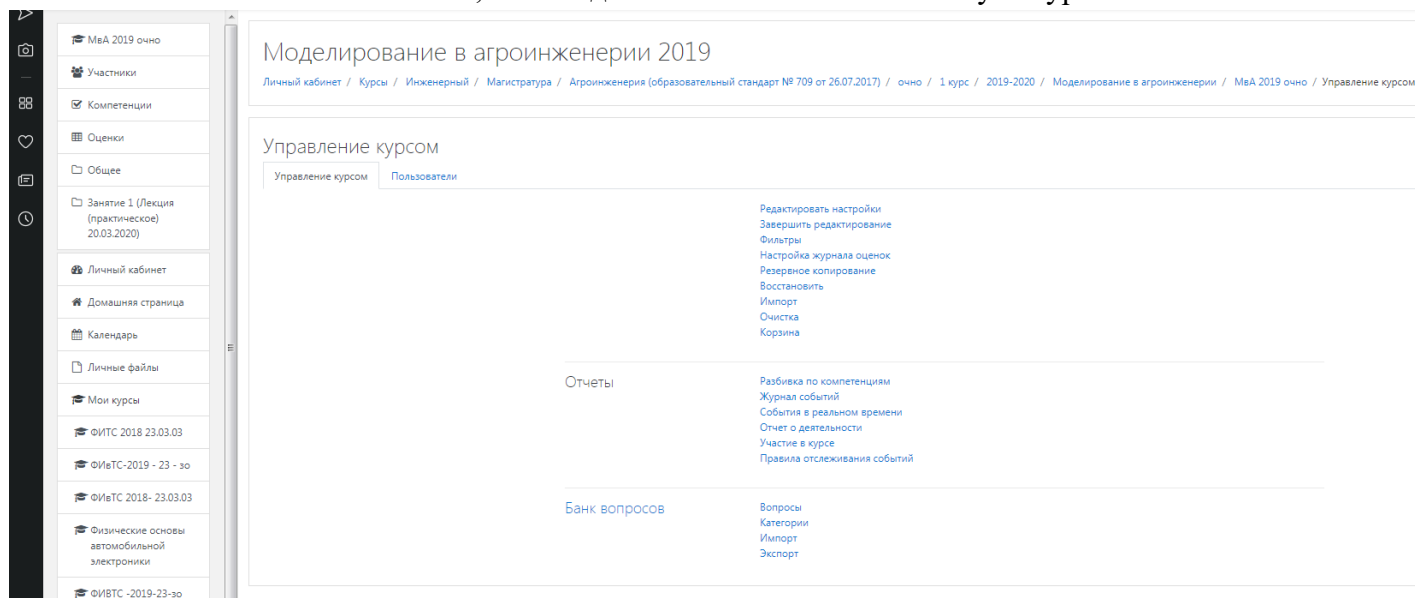 МвА 2019 очно
Участники
Компетенции
Оценки
Общее
Занятие 1 (Лекция
(практическое)
20.03.2020)
Личный кабинет
Домашняя страница
Календарь
Личные файлы
Мои курсы
ФИТС 2018 23.03.03
ФИвТС-2019 - 23 - зо
ФИвТС 2018- 23.03.03
Физические основы
автомобильной
электроники
ФИВТС -2019-23-зо
Моделирование в агроинженерии 2019
Личный кабинет / Курсы / Инженерный / Магистратура / Агроинженерия (образовательный стандарт № 709 от 26.07.2017) / очно / 1 курс / 2019-2020 / Моделирование в агроинженерии / МвА 2019 очно / Управление курсом
Управление курсом
Управление курсом Пользователи
Редактировать настройки
Завершить редактирование
Фильтры
Настройка журнала оценок
Резервное копирование
Восстановить
Импорт
Очистка
Корзина
Отчеты
Разбивка по компетенциям
Журнал событий
События в реальном времени
Отчет о деятельности
Участие в курсе
Правила отслеживания событий
Банк вопросов
Вопросы
Категории
Импорт
Экспорт